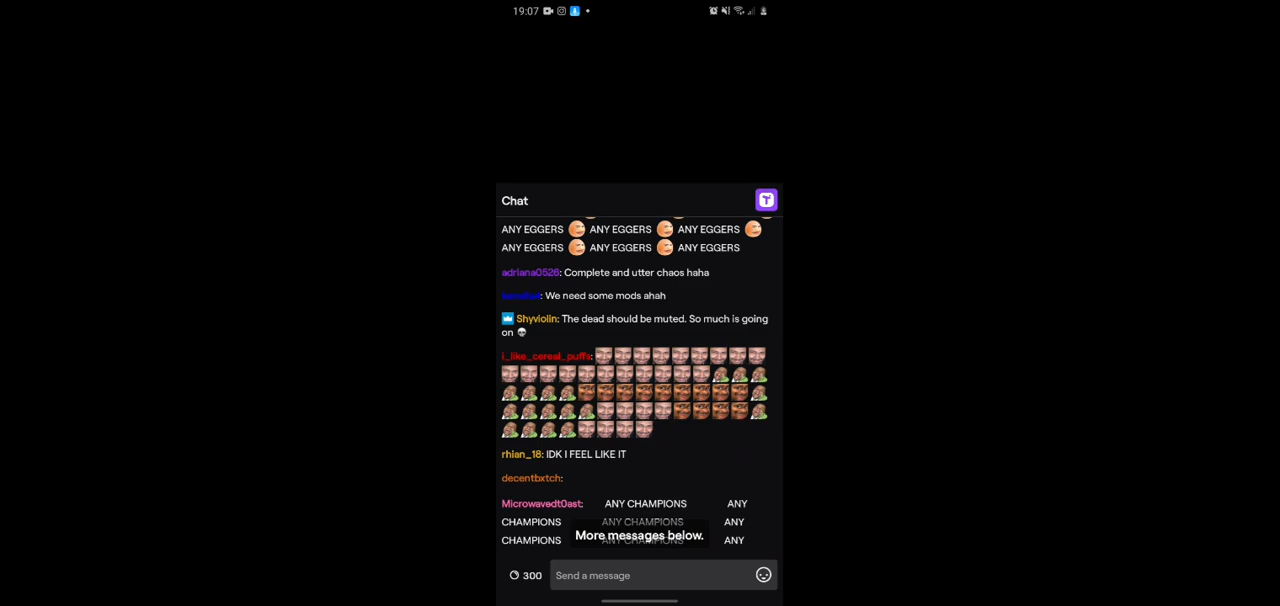 19:07
Chat
ANY EGGERS ANY EGGERS ANY EGGERS
ANY EGGERS ANY EGGERS ANY EGGERS
adriana0526: Complete and utter chaos haha
: We need some mods ahah
Shyviolin: The dead should be muted. So much is going
on
i_like_cereal_puffs:
rhian_18: IDK I FEEL LIKE IT
decentbxtch:
Microwavedt0ast: ANY CHAMPIONS ANY
CHAMPIONS ANY CHAMPIONS ANY
More messages below.
CHAMPIONS ANY CHAMPIONS ANY
300 Send a message